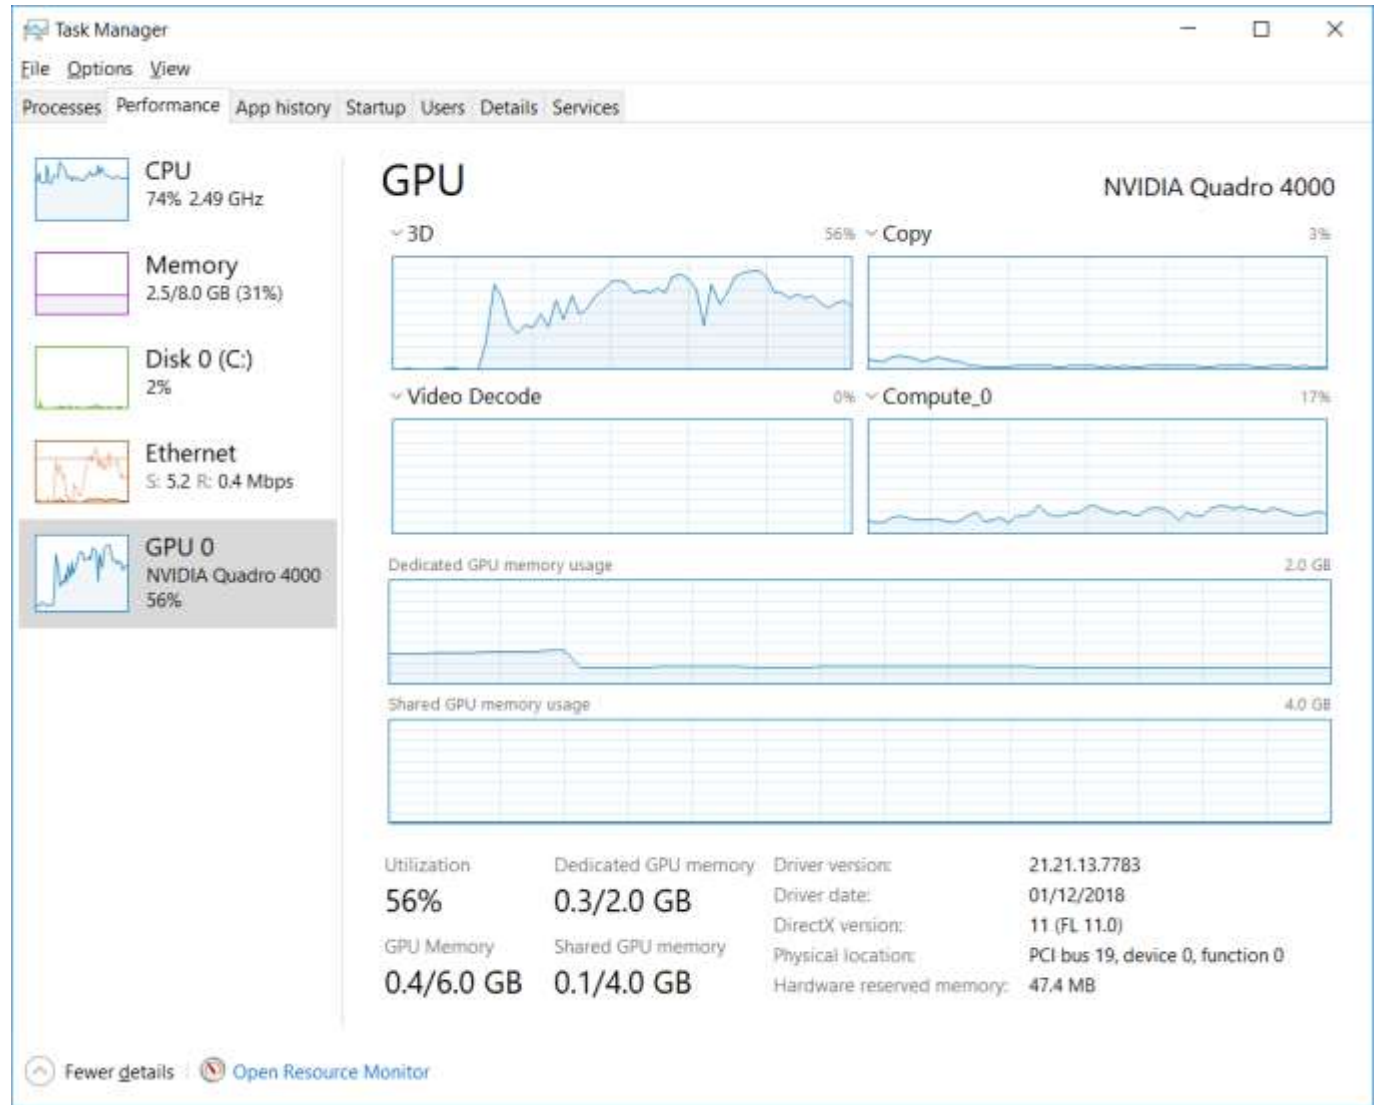 Task Manager
File Options View
Processes Performance App history Startup Users Details Services
CPU
74% 2.49 GHz
Memory
2.5/8.0 GB (31%)
Disk 0 (C:)
2%
Ethernet
S: 5.2 R: 0.4 Mbps
GPU 0
NVIDIA Quadro 4000
56%
GPU NVIDIA Quadro 4000
3D 56% Copy 3%
Video Decode 0% Compute_0 17%
Dedicated GPU memory usage 2.0 GB
Shared GPU memory usage 4.0 GB
Utilization Dedicated GPU memory
56% 0.3/2.0 GB
GPU Memory Shared GPU memory
0.4/6.0 GB 0.1/4.0 GB
Driver version: 21.21.13.7783
Driver date: 01/12/2018
DirectX version: 11 (FL 11.0)
Physical location: PCI bus 19, device 0, function 0
Hardware reserved memory: 47.4 MB
Fewer details Open Resource Monitor